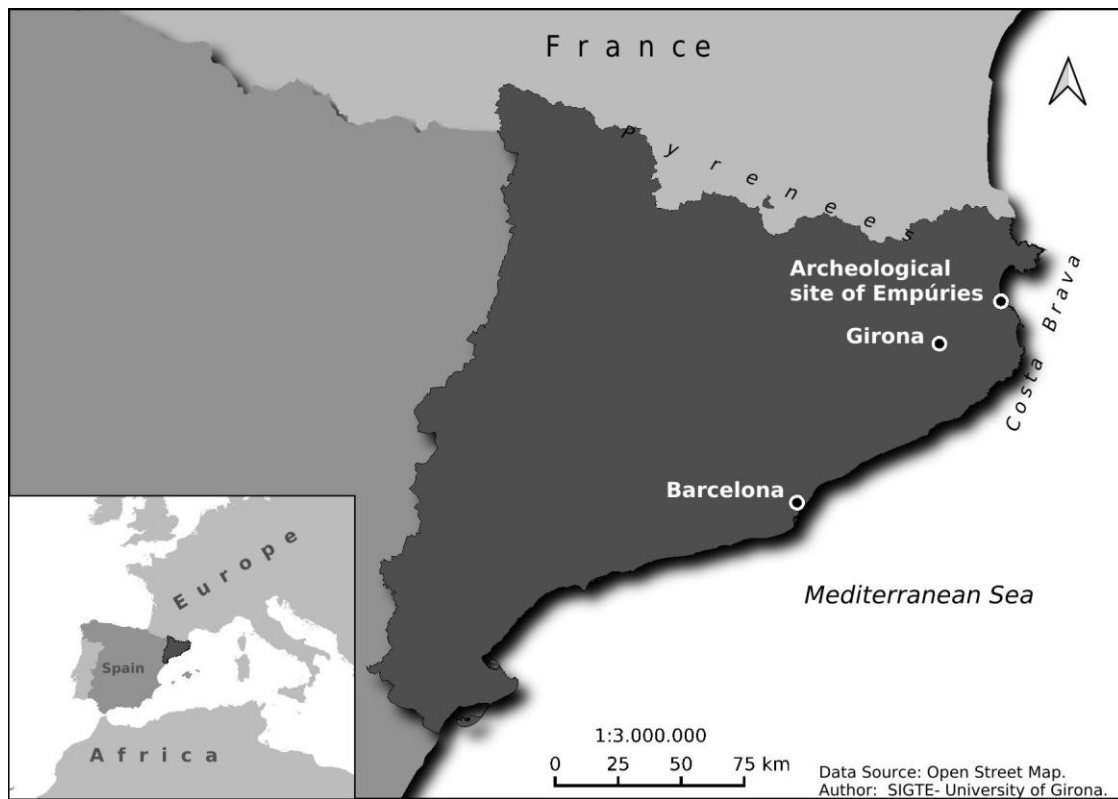 France
Pyrenees
Archeological
site of Empúries
Girona
Costa Brava
Barcelona
Mediterranean Sea
Europe
Spain
Africa
1:3.000.000
0 25 50 75 km
Data Source: Open Street Map.
Author: SIGTE- University of Girona.